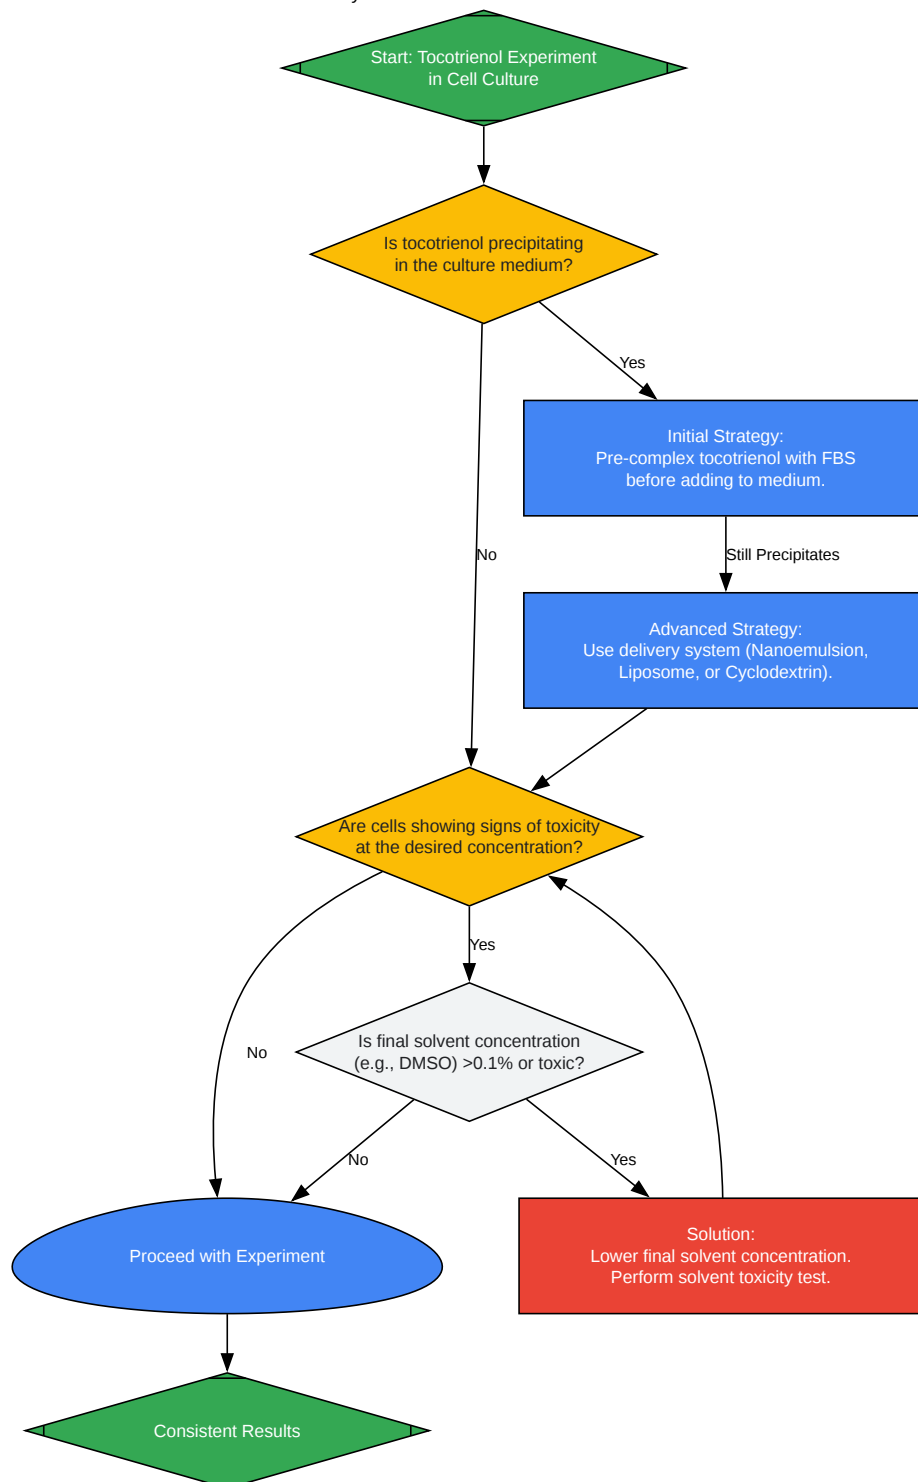 Start: Tocotrienol Experiment
in Cell Culture
Is tocotrienol precipitating
in the culture medium?
Yes
Initial Strategy:
Pre-complex tocotrienol with FBS
before adding to medium.
No
Still Precipitates
Advanced Strategy:
Use delivery system (Nanoemulsion,
Liposome, or Cyclodextrin).
Are cells showing signs of toxicity
at the desired concentration?
Yes
Is final solvent concentration
(e.g., DMSO) >0.1% or toxic?
No
No
Yes
Solution:
Lower final solvent concentration.
Perform solvent toxicity test.
Proceed with Experiment
Consistent Results